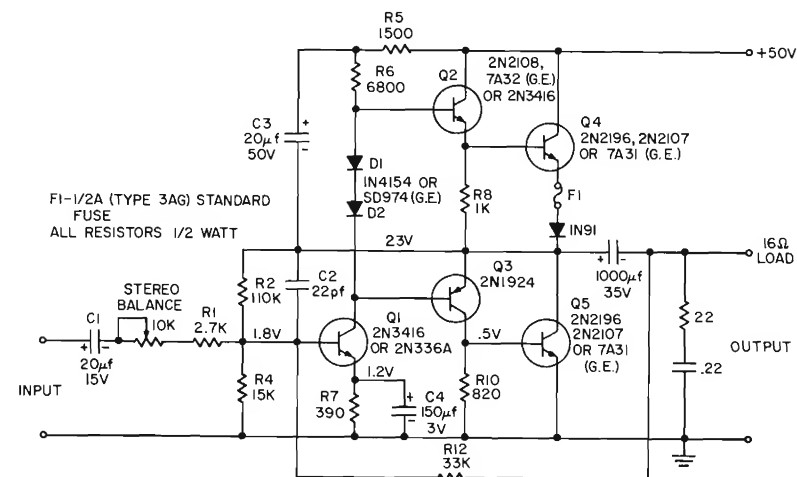 R5
1500
+50V
R6
6800
2N2108,
7A32 (G.E.)
OR 2N3416
Q2
C3
20μf
50V
+
-
Q4
2N2196, 2N2107
OR 7A31 (G.E.)
D1
IN4154 OR
SD974 (G.E)
D2
F1
R8
1K
IN91
F1-1/2A (TYPE 3AG) STANDARD
FUSE
ALL RESISTORS 1/2 WATT
23V
+
-
1000μf
35V
16Ω
LOAD
R2
110K
C2
22pf
Q3
2N1924
STEREO
BALANCE
10K
C1
+
-
20μf
15V
R1
2.7K
1.8V
Q1
2N3416
OR 2N336A
.5V
Q5
2N2196
2N2107
OR 7A31
(G.E.)
22
.22
OUTPUT
INPUT
R4
15K
1.2V
R7
390
+
-
C4
150μf
3V
R10
820
R12
33K